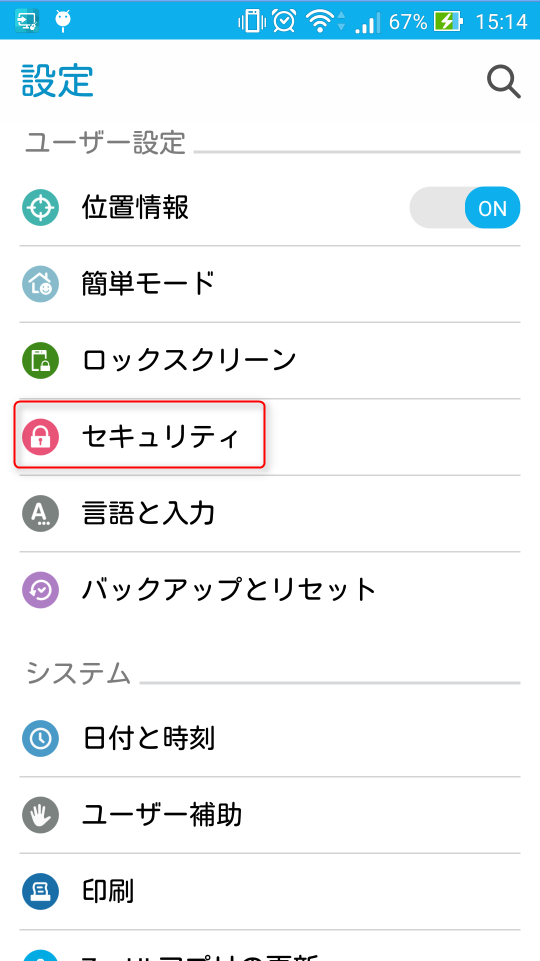 67% 15:14
設定
ユーザー設定
位置情報 ON
簡単モード
ロックスクリーン
セキュリティ
言語と入力
バックアップとリセット
システム
日付と時刻
ユーザー補助
印刷